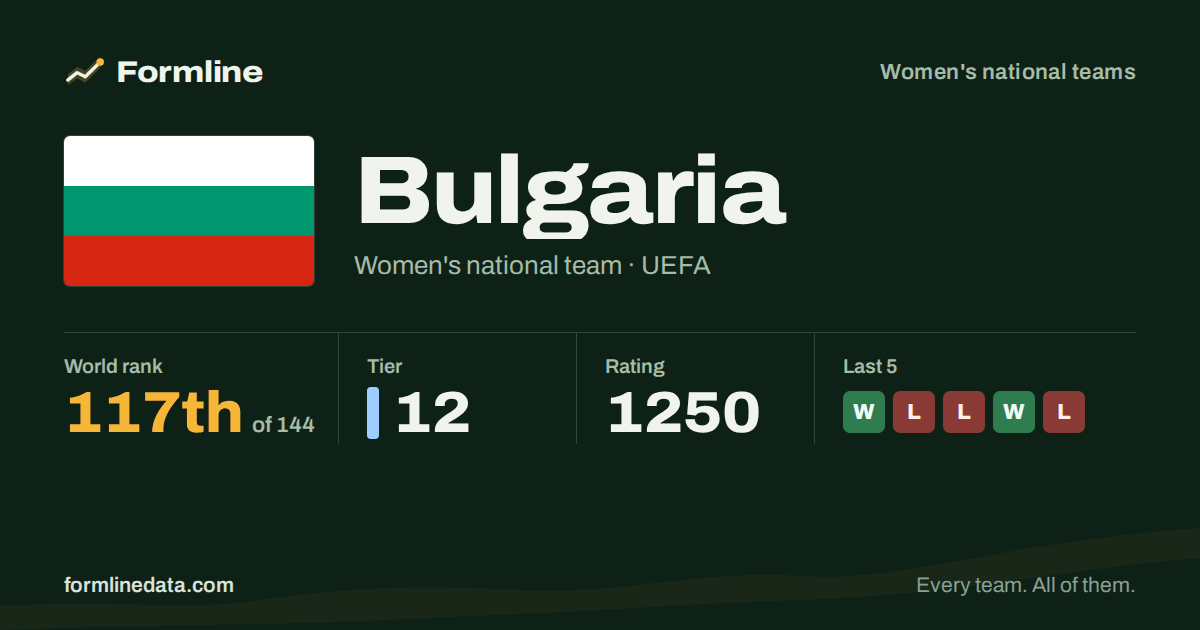 Formline
Women's national teams
Bulgaria
Women's national team · UEFA
World rank
117th of 144
Tier
12
Rating
1250
Last 5
W L L W L
formlinedata.com
Every team. All of them.